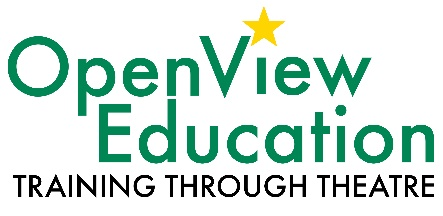 OpenView
Education
TRAINING THROUGH THEATRE